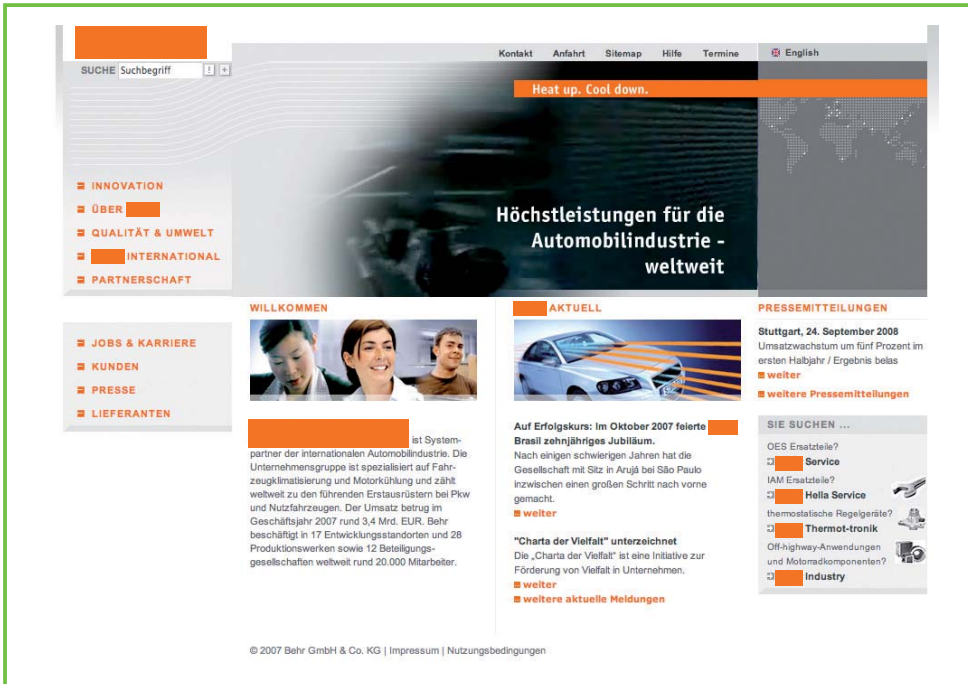 Kontakt Anfahrt Sitemap Hilfe Termine English
SUCHE Suchbegriff ! +
Heat up. Cool down.
INNOVATION
ÜBER
QUALITÄT & UMWELT
INTERNATIONAL
PARTNERSCHAFT
Höchstleistungen für die
Automobilindustrie -
weltweit
JOBS & KARRIERE
KUNDEN
PRESSE
LIEFERANTEN
WILLKOMMEN
ist System-
partner der internationalen Automobilindustrie. Die
Unternehmensgruppe ist spezialisiert auf Fahr-
zeugklimatisierung und Motorkühlung und zählt
weltweit zu den führenden Erstausrüstern bei Pkw
und Nutzfahrzeugen. Der Umsatz betrug im
Geschäftsjahr 2007 rund 3,4 Mrd. EUR. Behr
beschäftigt in 17 Entwicklungsstandorten und 28
Produktionswerken sowie 12 Beteiligungs-
gesellschaften weltweit rund 20.000 Mitarbeiter.
AKTUELL
Auf Erfolgskurs: Im Oktober 2007 feierte
Brasil zehnjähriges Jubiläum.
Nach einigen schwierigen Jahren hat die
Gesellschaft mit Sitz in Arujá bei São Paulo
inzwischen einen großen Schritt nach vorne
gemacht.
weiter
"Charta der Vielfalt" unterzeichnet
Die „Charta der Vielfalt" ist eine Initiative zur
Förderung von Vielfalt in Unternehmen.
weiter
weitere aktuelle Meldungen
PRESSEMITTEILUNGEN
Stuttgart, 24. September 2008
Umsatzwachstum um fünf Prozent im
ersten Halbjahr / Ergebnis belas
weiter
weitere Pressemitteilungen
SIE SUCHEN ...
OES Ersatzteile?
Service
IAM Ersatzteile?
Hella Service
thermostatische Regelgeräte?
Thermot-tronik
Off-highway-Anwendungen
und Motorradkomponenten?
Industry
© 2007 Behr GmbH & Co. KG | Impressum | Nutzungsbedingungen